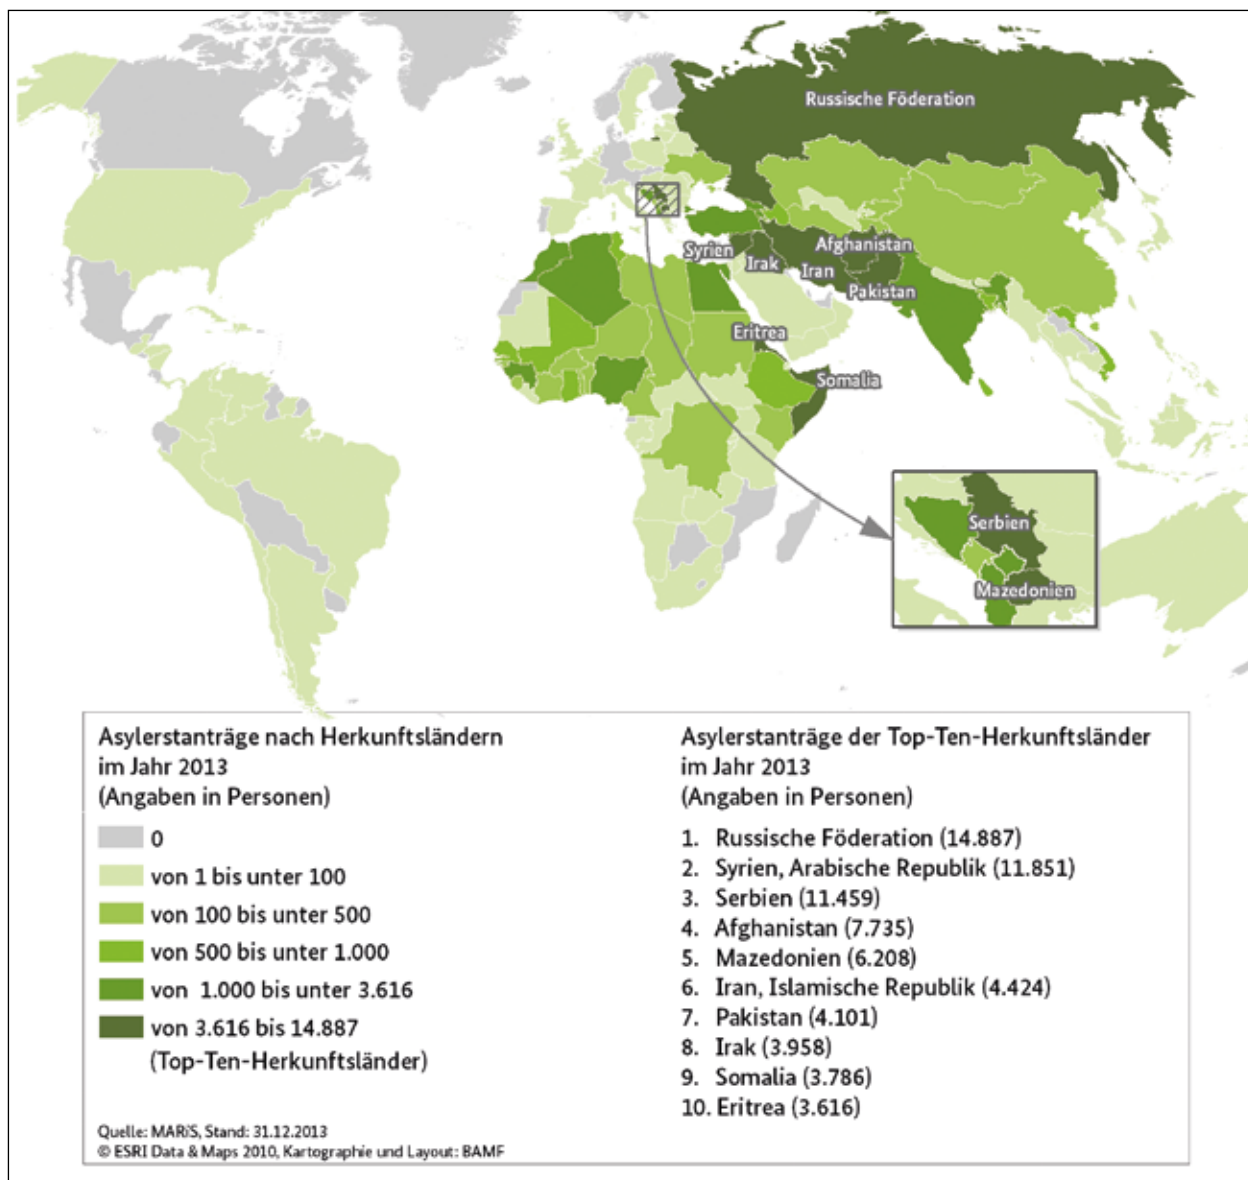 Russische Föderation
Afghanistan
Syrien
Irak
Iran
Pakistan
Eritrea
Somalia
Serbien
Mazedonien
Asylerstanträge nach Herkunftsländern
im Jahr 2013
(Angaben in Personen)
0
von 1 bis unter 100
von 100 bis unter 500
von 500 bis unter 1.000
von 1.000 bis unter 3.616
von 3.616 bis 14.887
(Top-Ten-Herkunftsländer)
Quelle: MARiS, Stand: 31.12.2013
© ESRI Data & Maps 2010, Kartographie und Layout: BAMF
Asylerstanträge der Top-Ten-Herkunftsländer
im Jahr 2013
(Angaben in Personen)
1. Russische Föderation (14.887)
2. Syrien, Arabische Republik (11.851)
3. Serbien (11.459)
4. Afghanistan (7.735)
5. Mazedonien (6.208)
6. Iran, Islamische Republik (4.424)
7. Pakistan (4.101)
8. Irak (3.958)
9. Somalia (3.786)
10. Eritrea (3.616)